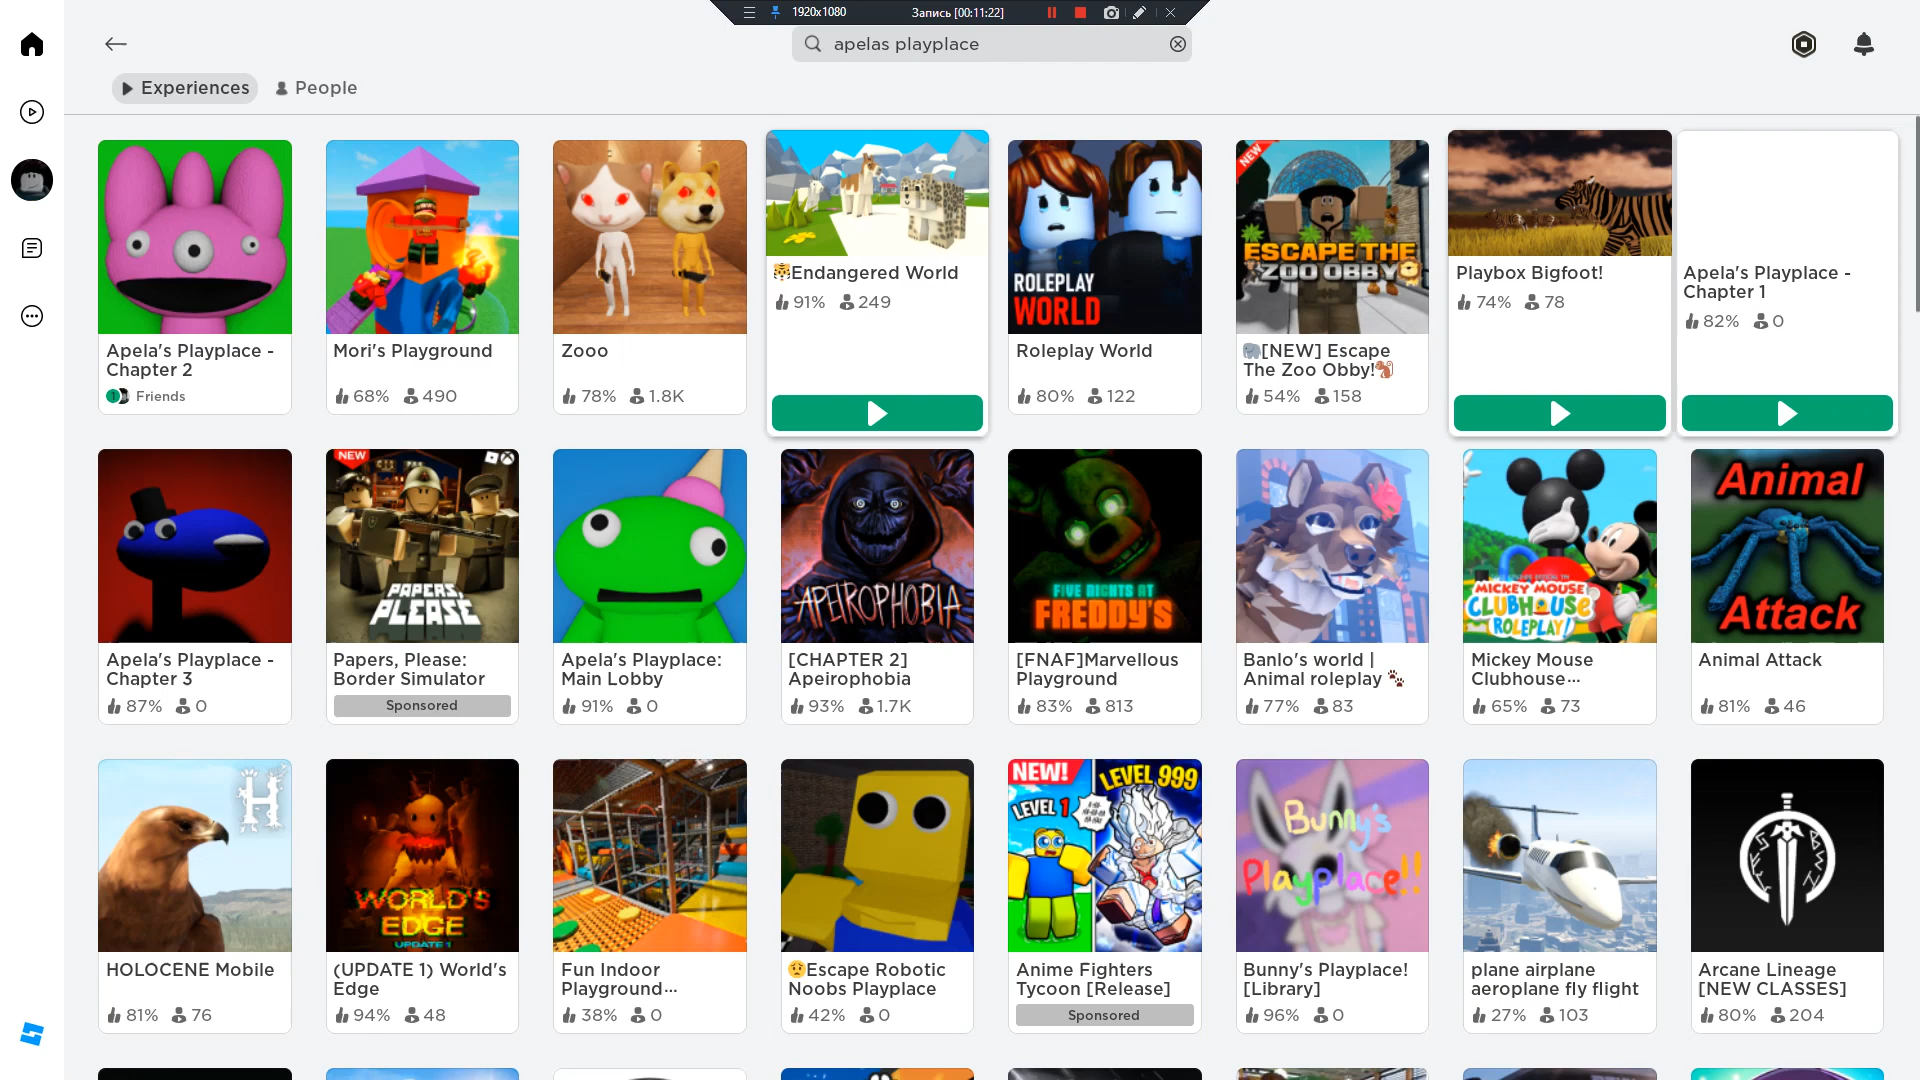 1920x1080
Запись [00:11:22]
apelas playplace
Experiences
People
Apela's Playplace -
Chapter 2
Friends
Mori's Playground
68% 490
Zooo
78% 1.8K
🐯Endangered World
91% 249
ROLEPLAY
WORLD
Roleplay World
80% 122
NEW
ESCAPE THE
ZOO OBBY
🐘[NEW] Escape
The Zoo Obby!🐿️
54% 158
Playbox Bigfoot!
74% 78
Apela's Playplace -
Chapter 1
82% 0
Apela's Playplace -
Chapter 3
87% 0
NEW
PAPERS,
PLEASE
Papers, Please:
Border Simulator
Sponsored
Apela's Playplace:
Main Lobby
91% 0
APEIROPHOBIA
[CHAPTER 2]
Apeirophobia
93% 1.7K
FIVE NIGHTS AT
FREDDY'S
[FNAF]Marvellous
Playground
83% 813
Banlo's world |
Animal roleplay 🐾
77% 83
MICKEY MOUSE
CLUBHOUSE
ROLEPLAY!
Mickey Mouse
Clubhouse...
65% 73
Animal
Attack
Animal Attack
81% 46
H
HOLOCENE Mobile
81% 76
WORLD'S
EDGE
UPDATE 1
(UPDATE 1) World's
Edge
94% 48
Fun Indoor
Playground...
38% 0
😟Escape Robotic
Noobs Playplace
42% 0
NEW!
LEVEL 1
LEVEL 999
Anime Fighters
Tycoon [Release]
Sponsored
Bunny's
Playplace!!
Bunny's Playplace!
[Library]
96% 0
plane airplane
aeroplane fly flight
27% 103
Arcane Lineage
[NEW CLASSES]
80% 204